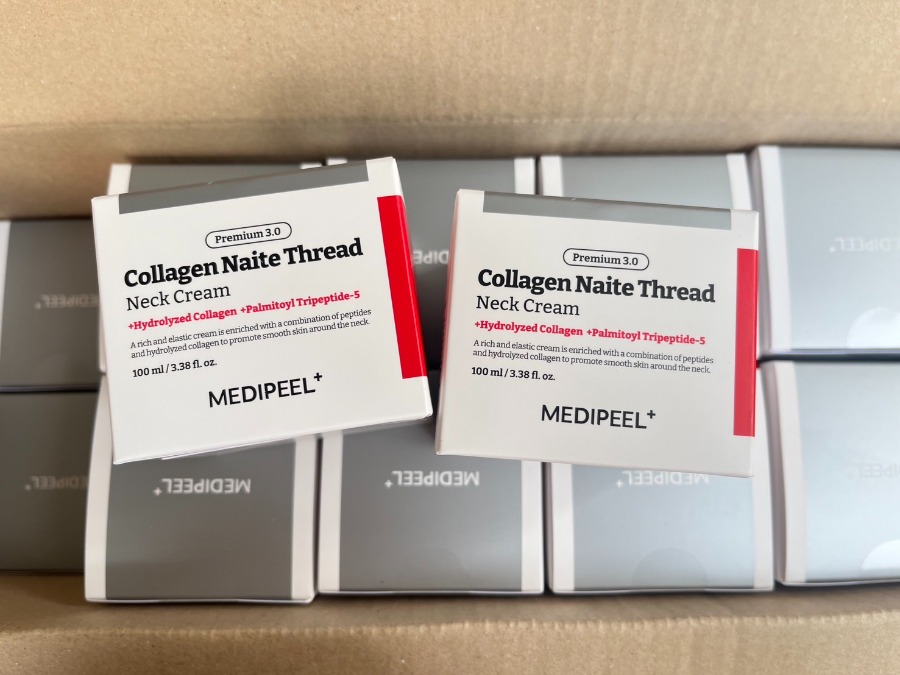 Premium 3.0
Collagen Naite Thread
Neck Cream
+Hydrolyzed Collagen +Palmitoyl Tripeptide-5
A rich and elastic cream is enriched with a combination of peptides
and hydrolyzed collagen to promote smooth skin around the neck.
100 ml / 3.38 fl. oz.
MEDIPEEL+
Premium 3.0
Collagen Naite Thread
Neck Cream
+Hydrolyzed Collagen +Palmitoyl Tripeptide-5
A rich and elastic cream is enriched with a combination of peptides
and hydrolyzed collagen to promote smooth skin around the neck.
100 ml / 3.38 fl. oz.
MEDIPEEL+
MEDIPEEL+
MEDIPEEL+
MEDIPEEL+